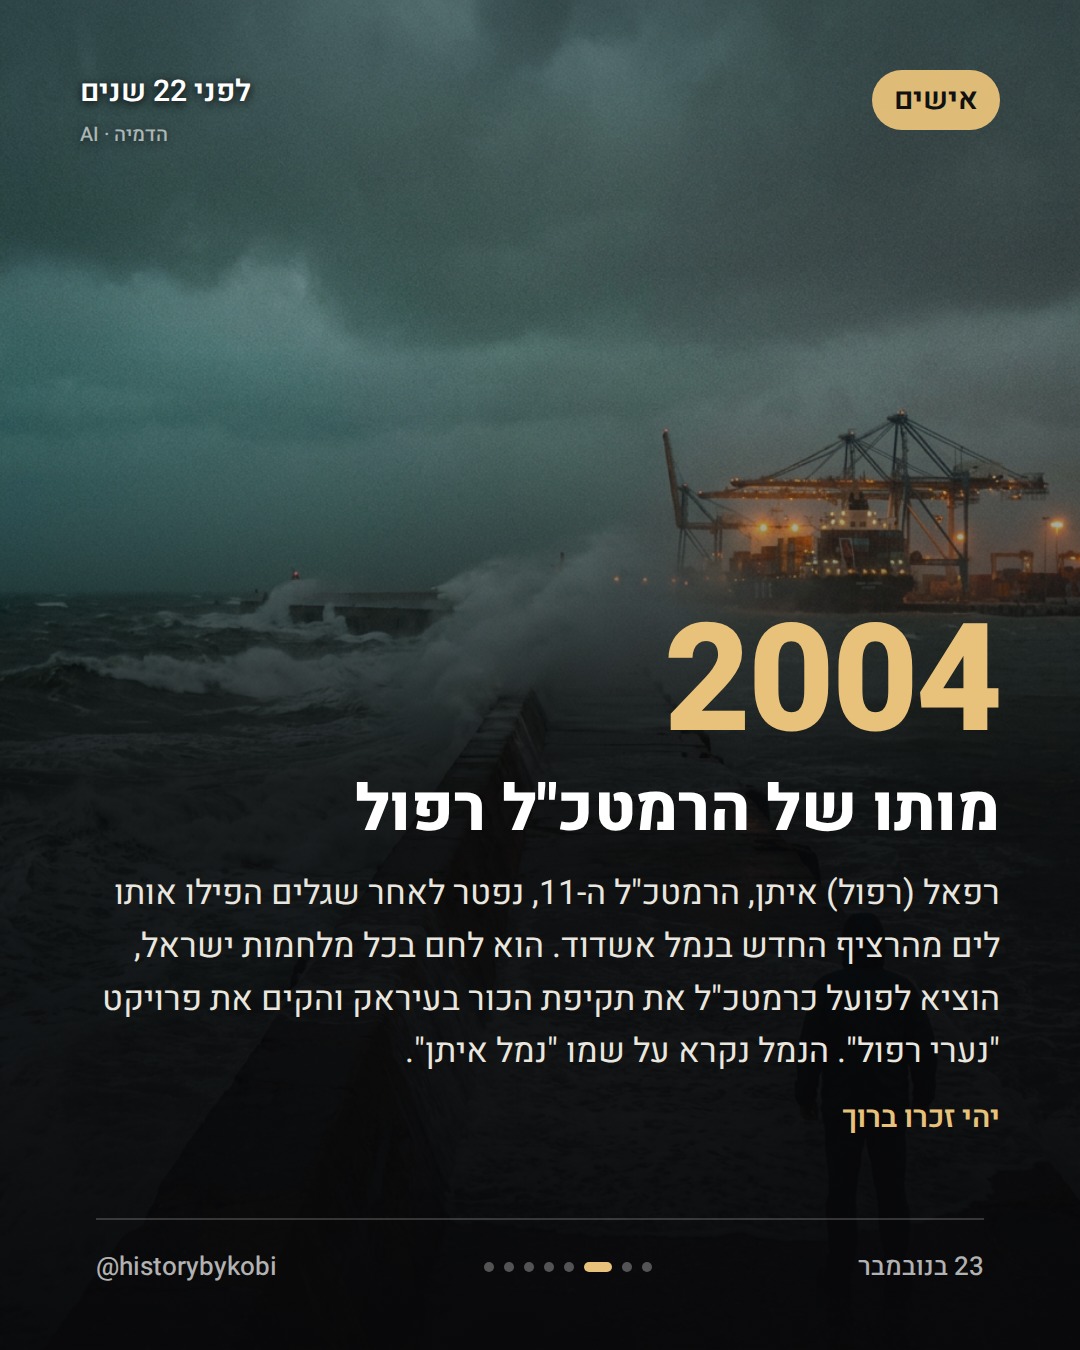 אישים
לפני 22 שנים
הדמיה · AI
2004
מותו של הרמטכ"ל רפול
רפאל (רפול) איתן, הרמטכ"ל ה-11, נפטר לאחר שגלים הפילו אותו
לים מהרציף החדש בנמל אשדוד. הוא לחם בכל מלחמות ישראל,
הוציא לפועל כרמטכ"ל את תקיפת הכור בעיראק והקים את פרויקט
"נערי רפול". הנמל נקרא על שמו "נמל איתן".
יהי זכרו ברוך
23 בנובמבר
@historybykobi